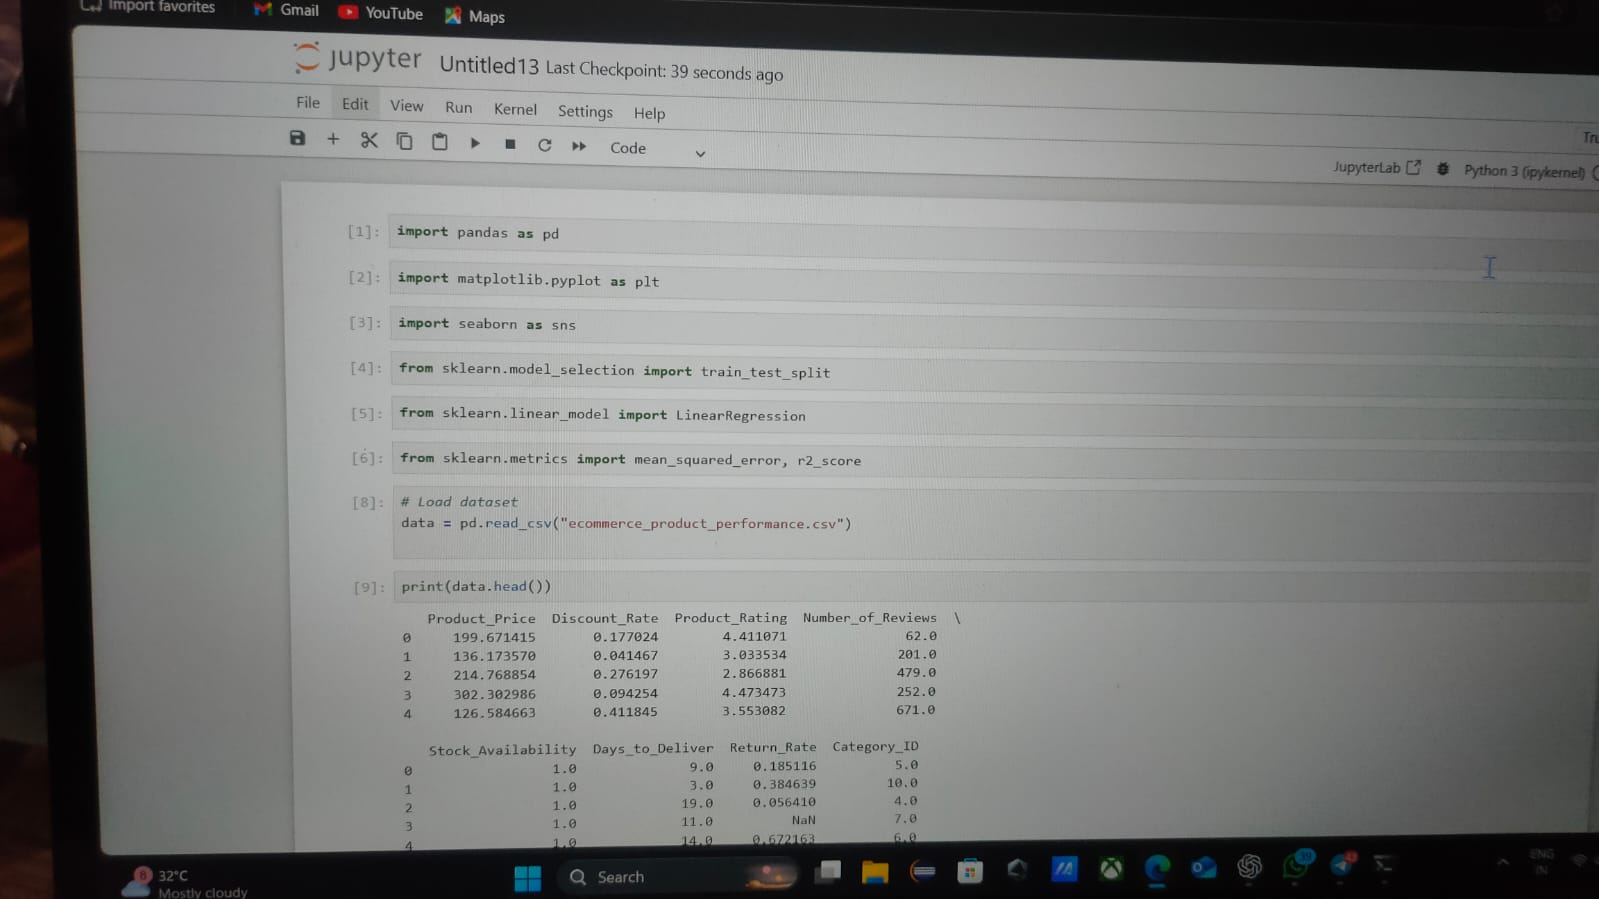 Import favorites Gmail YouTube Maps
jupyter Untitled13 Last Checkpoint: 39 seconds ago
File Edit View Run Kernel Settings Help
Code
JupyterLab Python 3 (ipykernel)
[1]: import pandas as pd
[2]: import matplotlib.pyplot as plt
[3]: import seaborn as sns
[4]: from sklearn.model_selection import train_test_split
[5]: from sklearn.linear_model import LinearRegression
[6]: from sklearn.metrics import mean_squared_error, r2_score
[8]: # Load dataset
data = pd.read_csv("ecommerce_product_performance.csv")
[9]: print(data.head())
Product_Price Discount_Rate Product_Rating Number_of_Reviews \
0 199.671415 0.177024 4.411071 62.0
1 136.173570 0.041467 3.033534 201.0
2 214.768854 0.276197 2.866881 479.0
3 302.302986 0.094254 4.473473 252.0
4 126.584663 0.411845 3.553082 671.0
Stock_Availability Days_to_Deliver Return_Rate Category_ID
0 1.0 9.0 0.185116 5.0
1 1.0 3.0 0.384639 10.0
2 1.0 19.0 0.056410 4.0
3 1.0 11.0 NaN 7.0
4 1.0 14.0 0.672163 6.0
8 32°C
Mostly cloudy
Search
ENG
IN